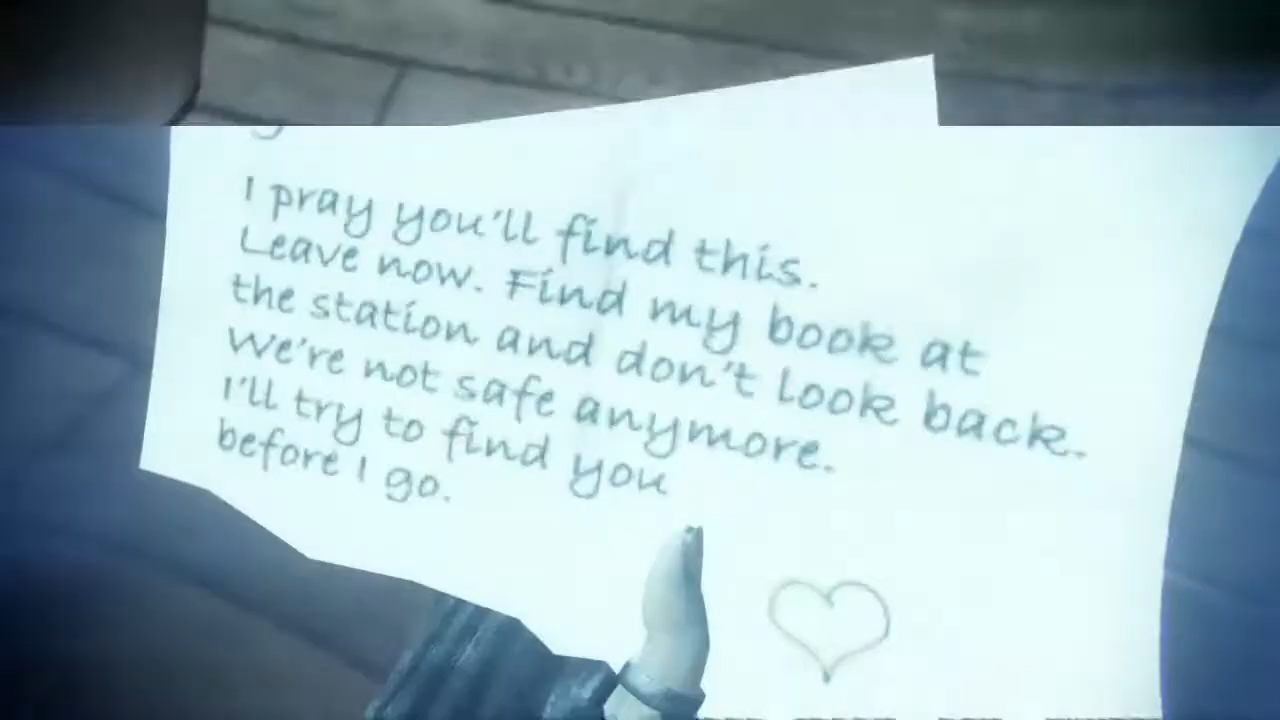 I pray you'll find this.
Leave now. Find my book at
the station and don't look back.
We're not safe anymore.
I'll try to find you
before I go.